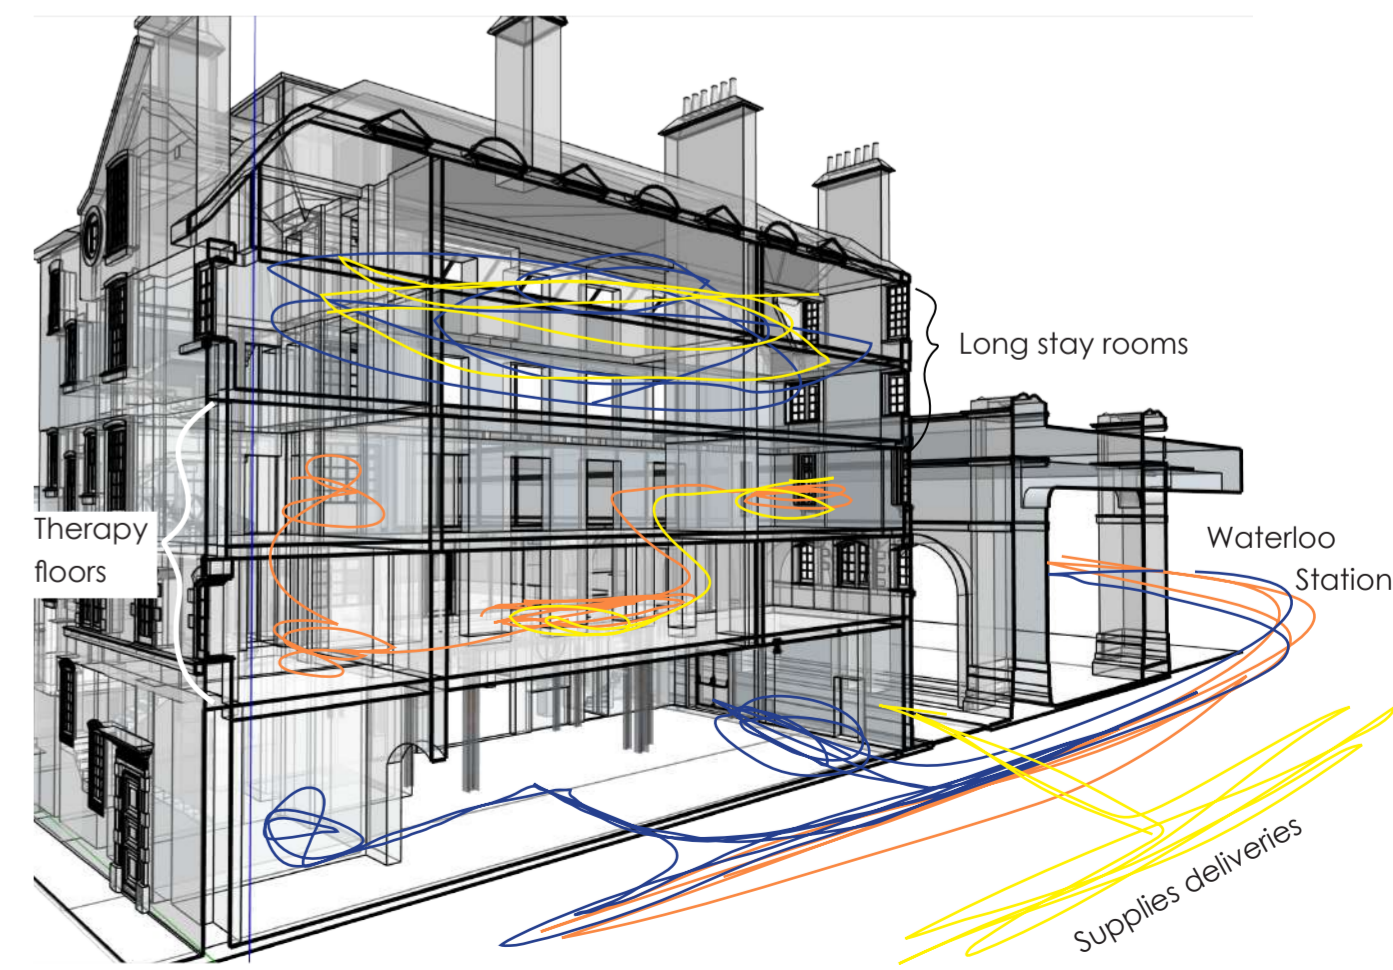 Long stay rooms
Therapy
floors
Waterloo
Station
Supplies deliveries